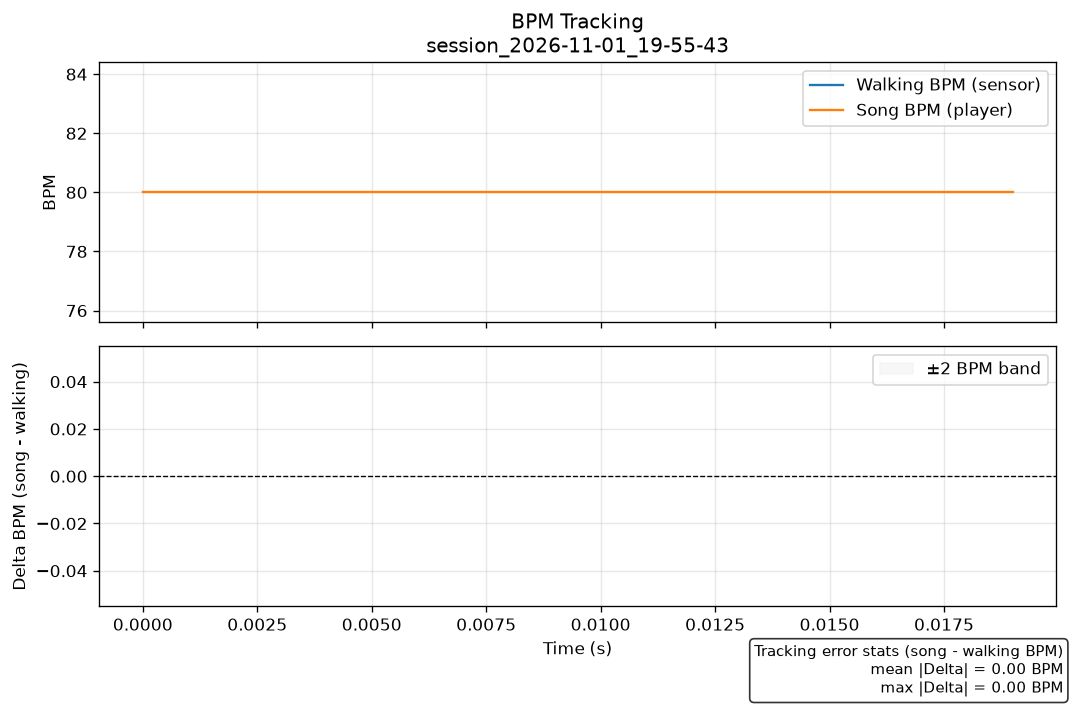 BPM Tracking
session_2026-11-01_19-55-43
84
82
80
78
76
BPM
Walking BPM (sensor)
Song BPM (player)
0.04
0.02
0.00
−0.02
−0.04
Delta BPM (song - walking)
±2 BPM band
0.0000
0.0025
0.0050
0.0075
0.0100
0.0125
0.0150
0.0175
Time (s)
Tracking error stats (song - walking BPM)
mean |Delta| = 0.00 BPM
max |Delta| = 0.00 BPM